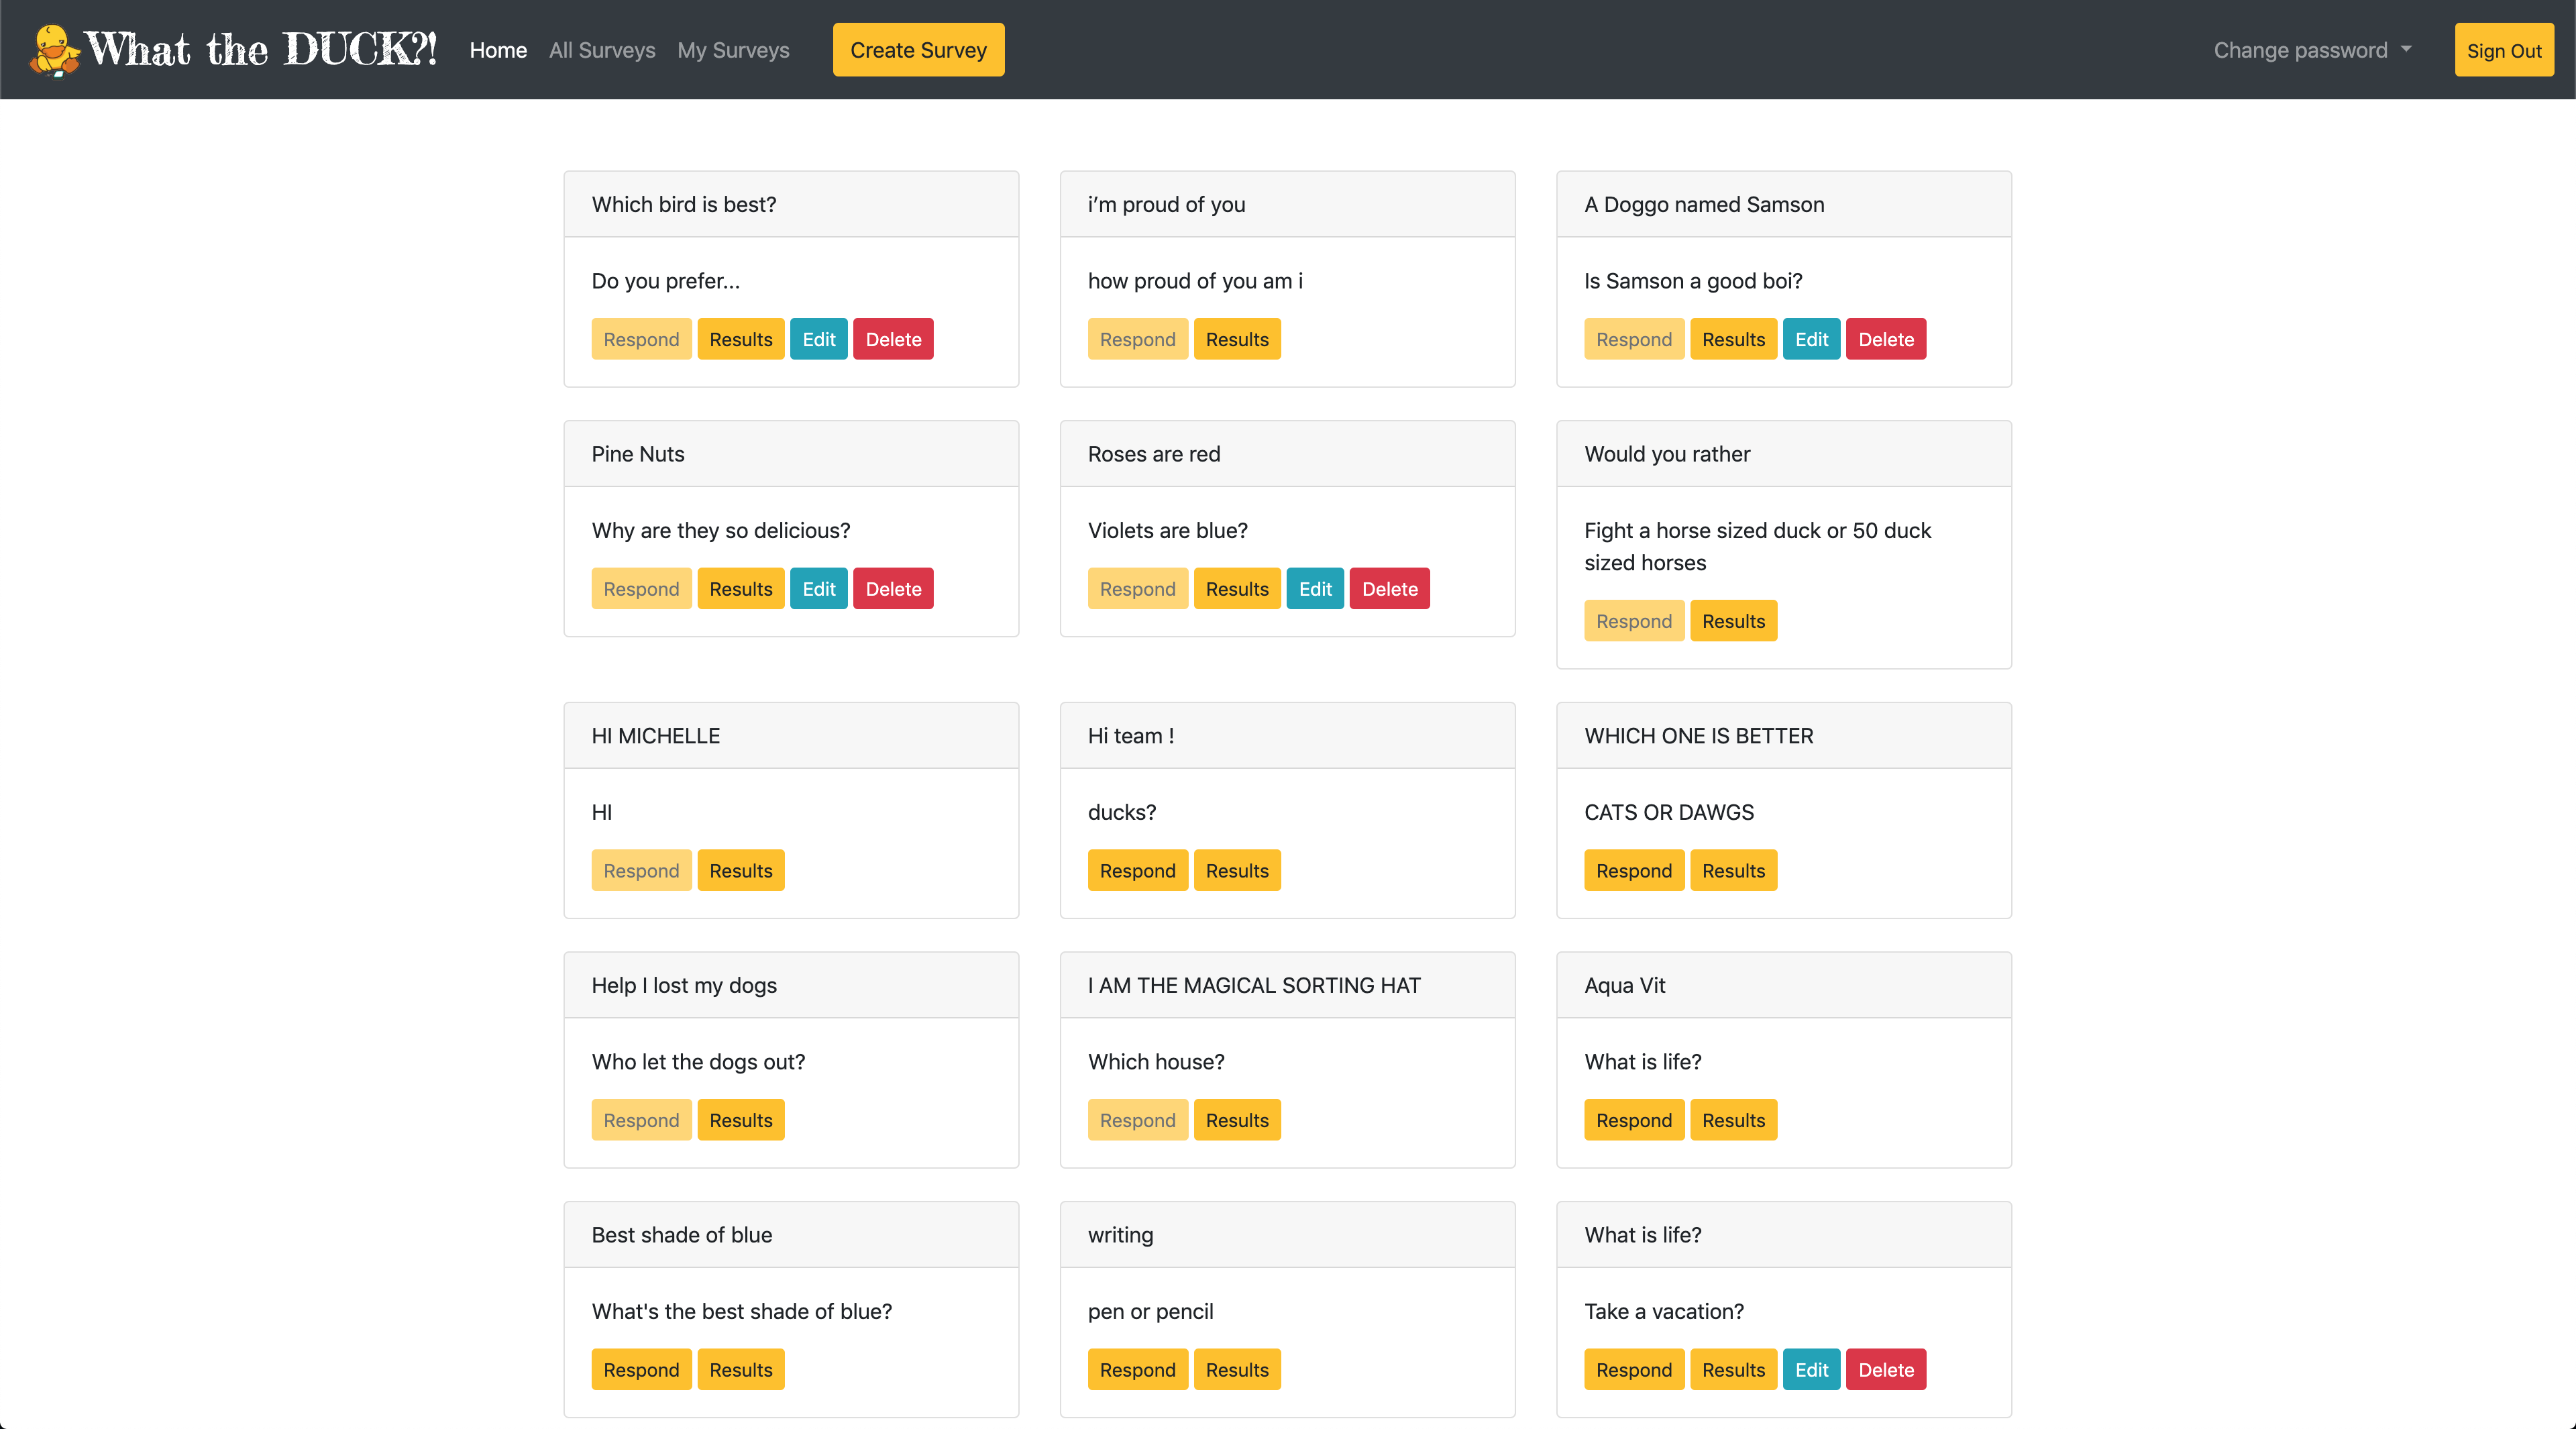 What the DUCK?! Home All Surveys My Surveys Create Survey Change password Sign Out
Which bird is best?
Do you prefer...
Respond Results Edit Delete
i’m proud of you
how proud of you am i
Respond Results
A Doggo named Samson
Is Samson a good boi?
Respond Results Edit Delete
Pine Nuts
Why are they so delicious?
Respond Results Edit Delete
Roses are red
Violets are blue?
Respond Results Edit Delete
Would you rather
Fight a horse sized duck or 50 duck
sized horses
Respond Results
HI MICHELLE
HI
Respond Results
Hi team !
ducks?
Respond Results
WHICH ONE IS BETTER
CATS OR DAWGS
Respond Results
Help I lost my dogs
Who let the dogs out?
Respond Results
I AM THE MAGICAL SORTING HAT
Which house?
Respond Results
Aqua Vit
What is life?
Respond Results
Best shade of blue
What's the best shade of blue?
Respond Results
writing
pen or pencil
Respond Results
What is life?
Take a vacation?
Respond Results Edit Delete